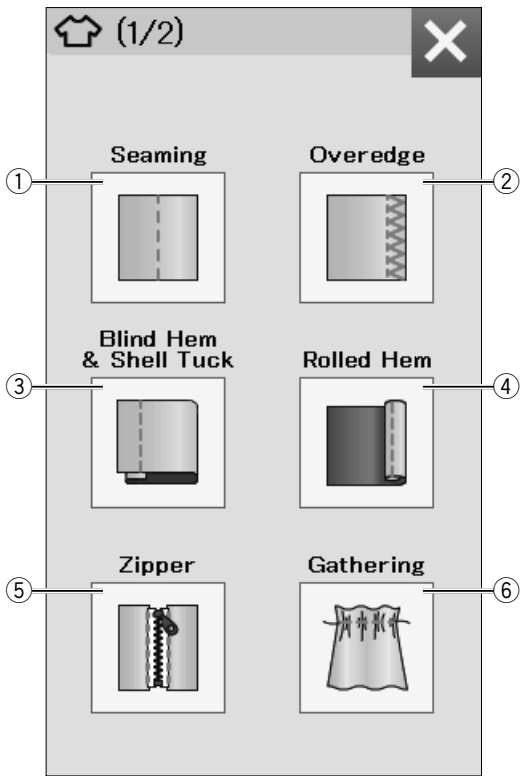 (1/2)
Seaming
Overedge
① ②
Blind Hem
& Shell Tuck
Rolled Hem
③ ④
Zipper
Gathering
⑤ ⑥